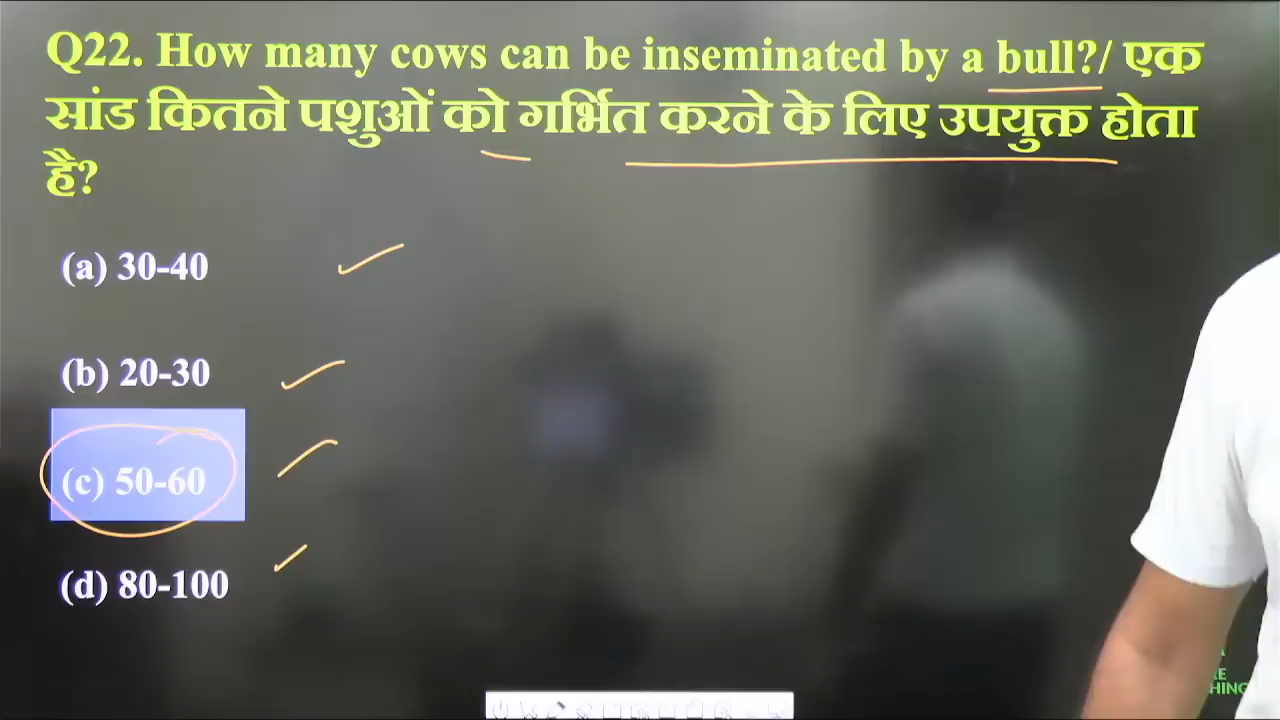 Q22. How many cows can be inseminated by a bull?/ एक
सांड कितने पशुओं को गर्भित करने के लिए उपयुक्त होता
है?
(a) 30-40
(b) 20-30
(c) 50-60
(d) 80-100